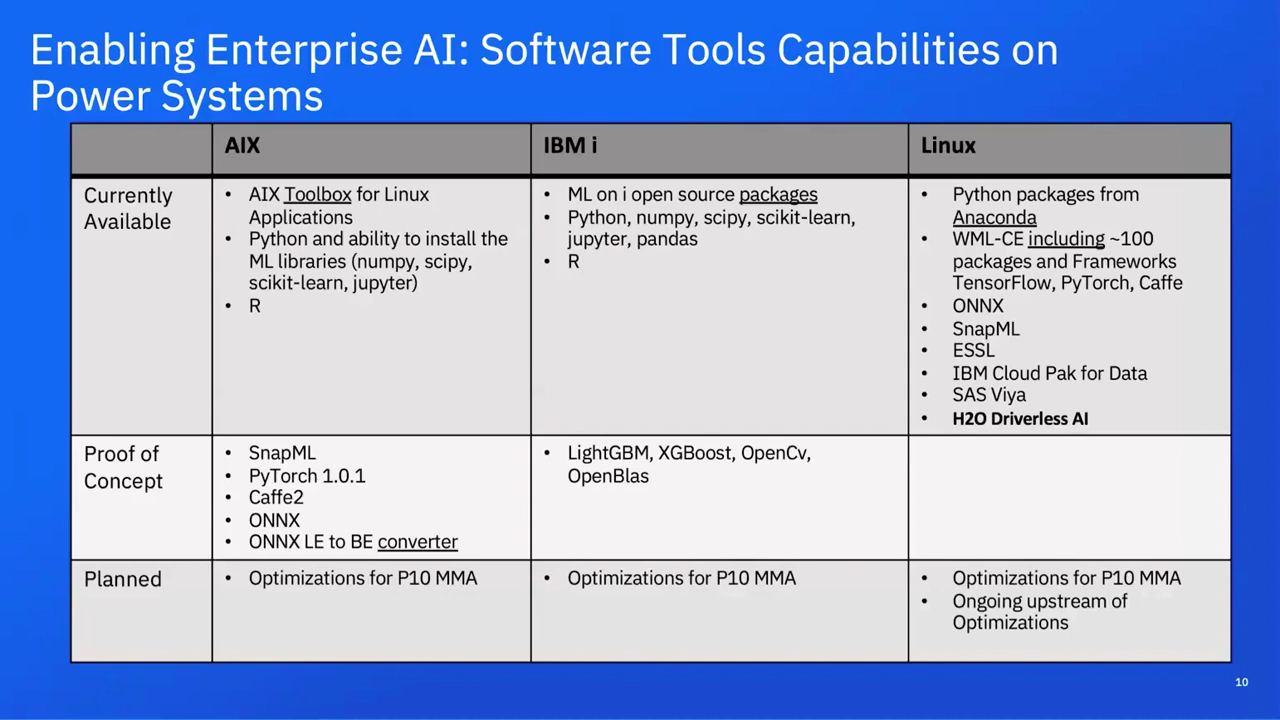 Enabling Enterprise AI: Software Tools Capabilities on
Power Systems
AIX
IBM i
Linux
Currently
Available
• AIX Toolbox for Linux
Applications
• Python and ability to install the
ML libraries (numpy, scipy,
scikit-learn, jupyter)
• R
• ML on i open source packages
• Python, numpy, scipy, scikit-learn,
jupyter, pandas
• R
• Python packages from
Anaconda
• WML-CE including ~100
packages and Frameworks
TensorFlow, PyTorch, Caffe
• ONNX
• SnapML
• ESSL
• IBM Cloud Pak for Data
• SAS Viya
• H2O Driverless AI
Proof of
Concept
• SnapML
• PyTorch 1.0.1
• Caffe2
• ONNX
• ONNX LE to BE converter
• LightGBM, XGBoost, OpenCv,
OpenBlas
Planned
• Optimizations for P10 MMA
• Optimizations for P10 MMA
• Optimizations for P10 MMA
• Ongoing upstream of
Optimizations
10